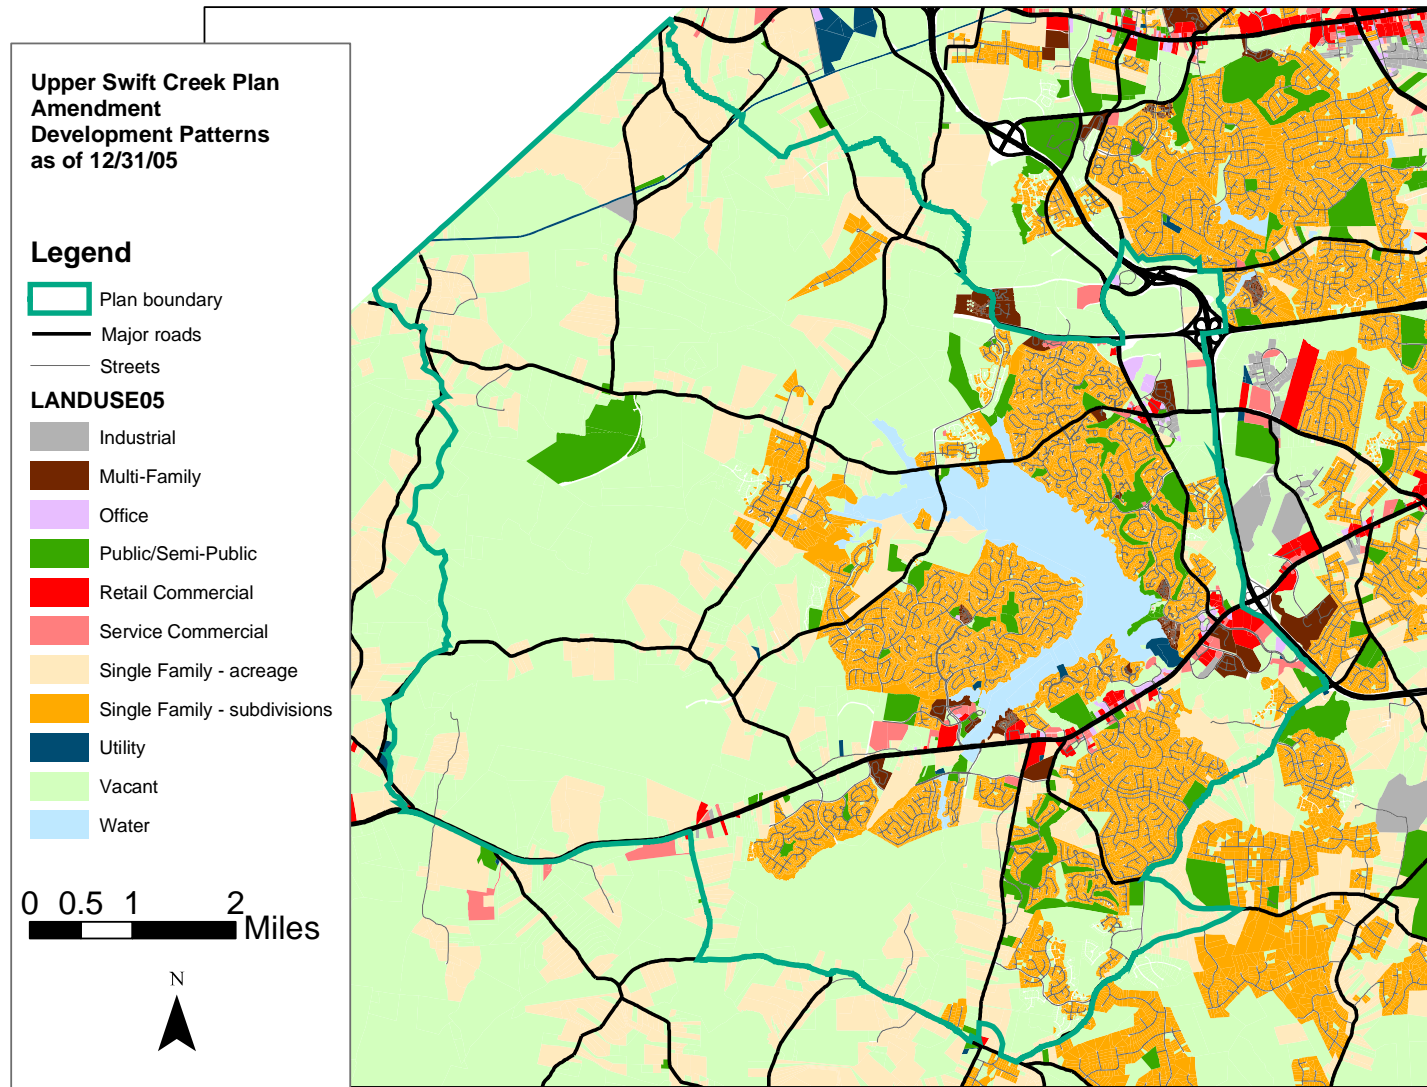 Upper Swift Creek Plan
Amendment
Development Patterns
as of 12/31/05
Legend
Plan boundary
Major roads
Streets
LANDUSE05
Industrial
Multi-Family
Office
Public/Semi-Public
Retail Commercial
Service Commercial
Single Family - acreage
Single Family - subdivisions
Utility
Vacant
Water
0 0.5 1 2
Miles
N